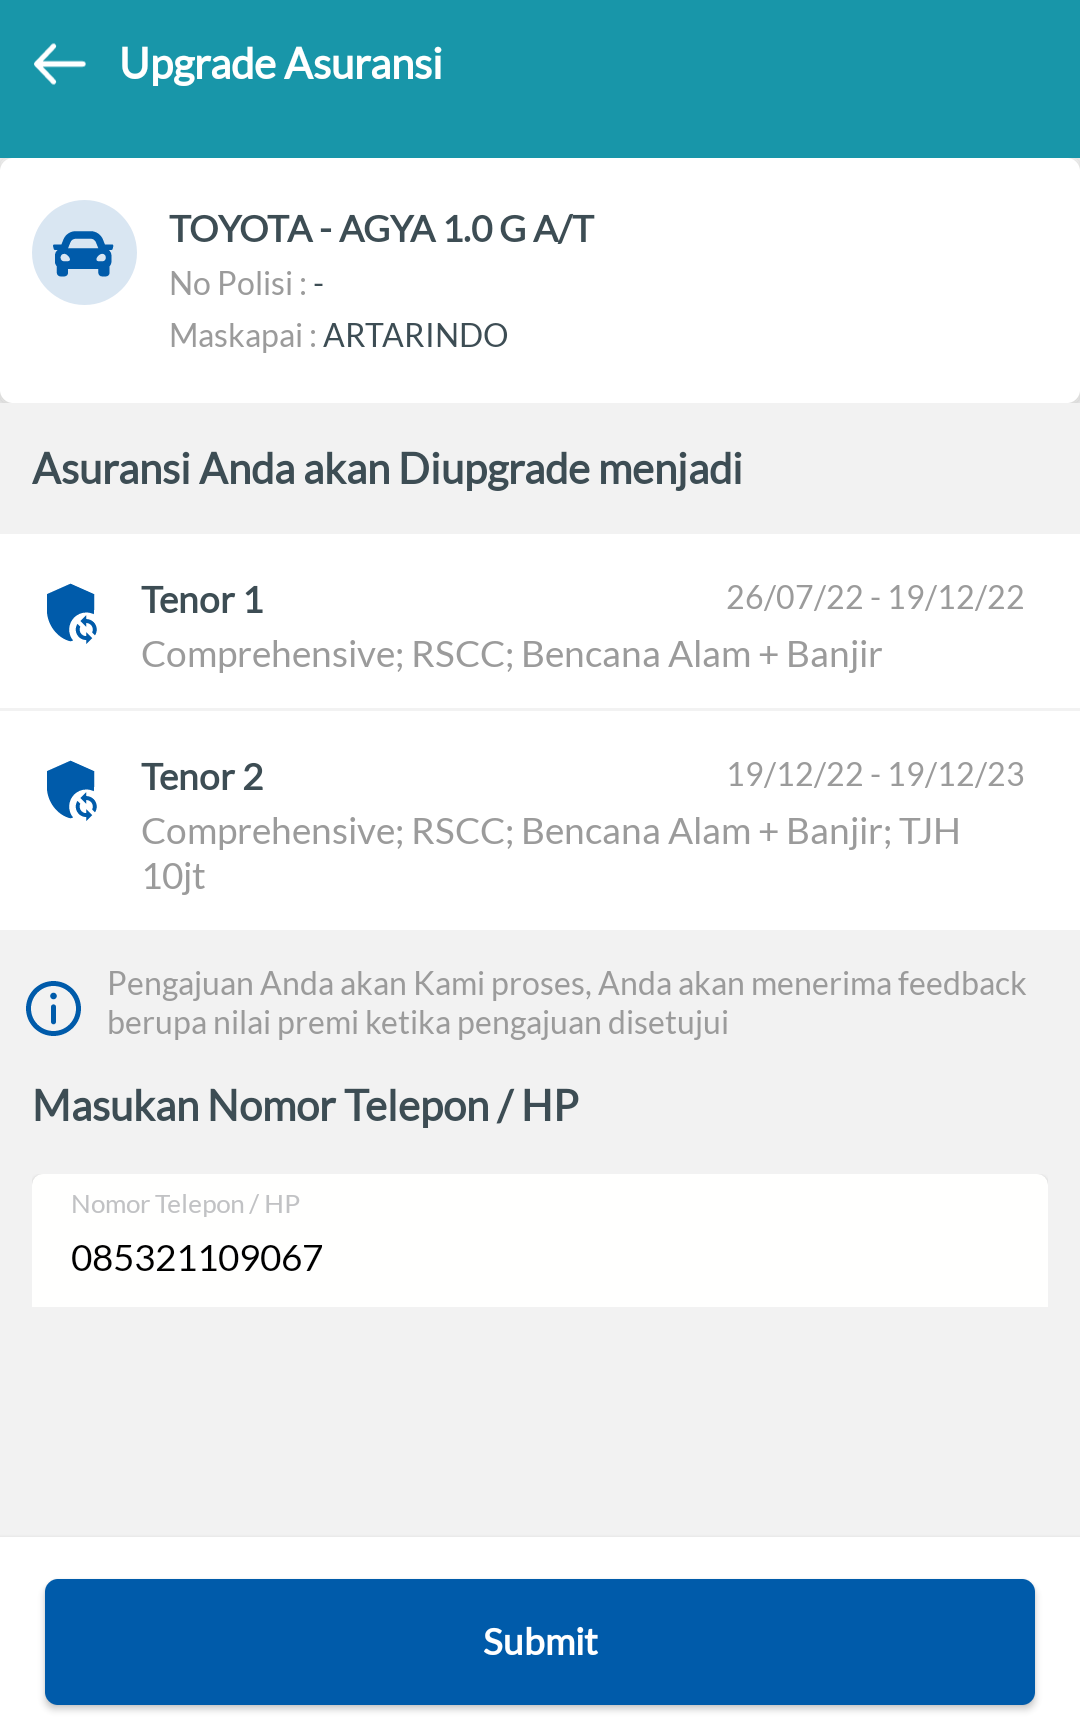 Upgrade Asuransi
TOYOTA - AGYA 1.0 G A/T
No Polisi : -
Maskapai : ARTARINDO
Asuransi Anda akan Diupgrade menjadi
Tenor 1 26/07/22 - 19/12/22
Comprehensive; RSCC; Bencana Alam + Banjir
Tenor 2 19/12/22 - 19/12/23
Comprehensive; RSCC; Bencana Alam + Banjir; TJH
10jt
Pengajuan Anda akan Kami proses, Anda akan menerima feedback
berupa nilai premi ketika pengajuan disetujui
Masukan Nomor Telepon / HP
Nomor Telepon / HP
085321109067
Submit